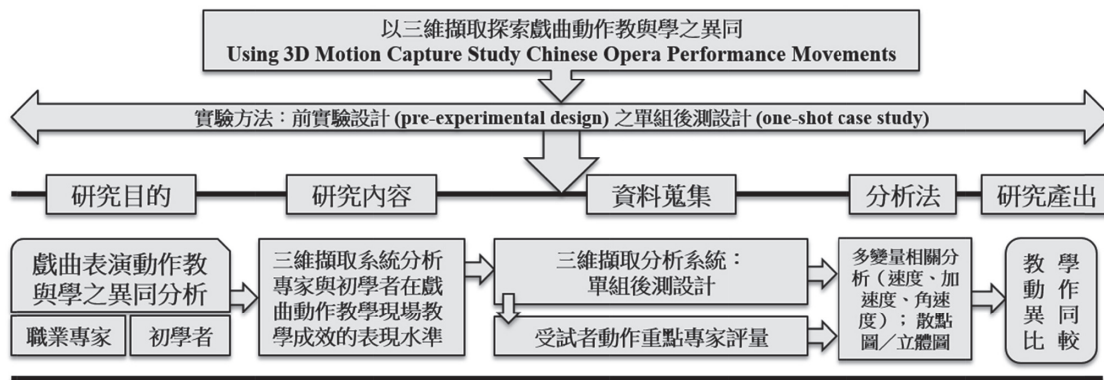 以三維擷取探索戲曲動作教與學之異同
Using 3D Motion Capture Study Chinese Opera Performance Movements
實驗方法：前實驗設計 (pre-experimental design) 之單組後測設計 (one-shot case study)
研究目的
研究內容
資料蒐集
分析法
研究產出
戲曲表演動作教
與學之異同分析
職業專家
初學者
三維擷取系統分析
專家與初學者在戲
曲動作教學現場教
學成效的表現水準
三維擷取分析系統：
單組後測設計
受試者動作重點專家評量
多變量相關分
析（速度、加
速度、角速
度）；散點
圖／立體圖
教 學
動 作
異 同
比 較